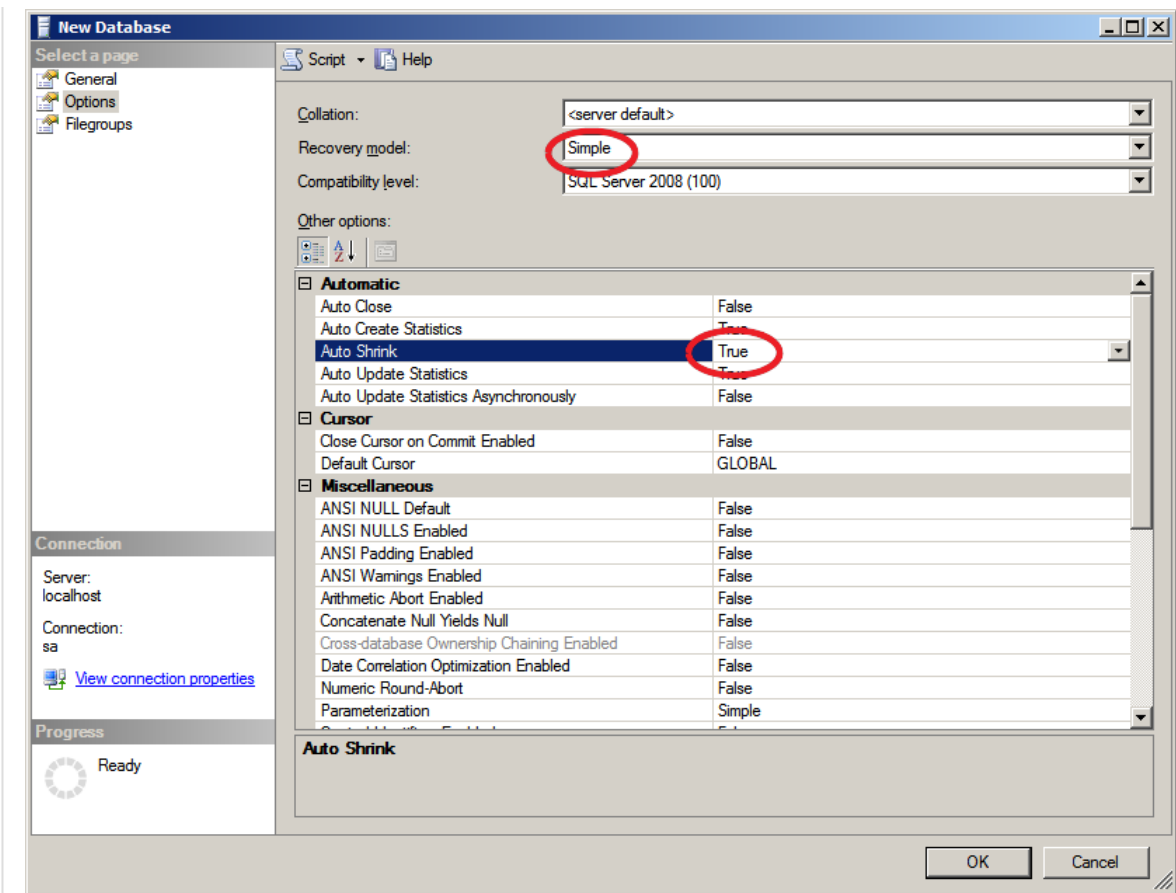 New Database
Select a page
General
Options
Filegroups
Script Help
Collation: <server default>
Recovery model: Simple
Compatibility level: SQL Server 2008 (100)
Other options:
Automatic
Auto Close False
Auto Create Statistics True
Auto Shrink True
Auto Update Statistics True
Auto Update Statistics Asynchronously False
Cursor
Close Cursor on Commit Enabled False
Default Cursor GLOBAL
Miscellaneous
ANSI NULL Default False
ANSI NULLS Enabled False
ANSI Padding Enabled False
ANSI Warnings Enabled False
Arithmetic Abort Enabled False
Concatenate Null Yields Null False
Cross-database Ownership Chaining Enabled False
Date Correlation Optimization Enabled False
Numeric Round-Abort False
Parameterization Simple
Auto Shrink
Connection
Server:
localhost
Connection:
sa
View connection properties
Progress
Ready
OK Cancel